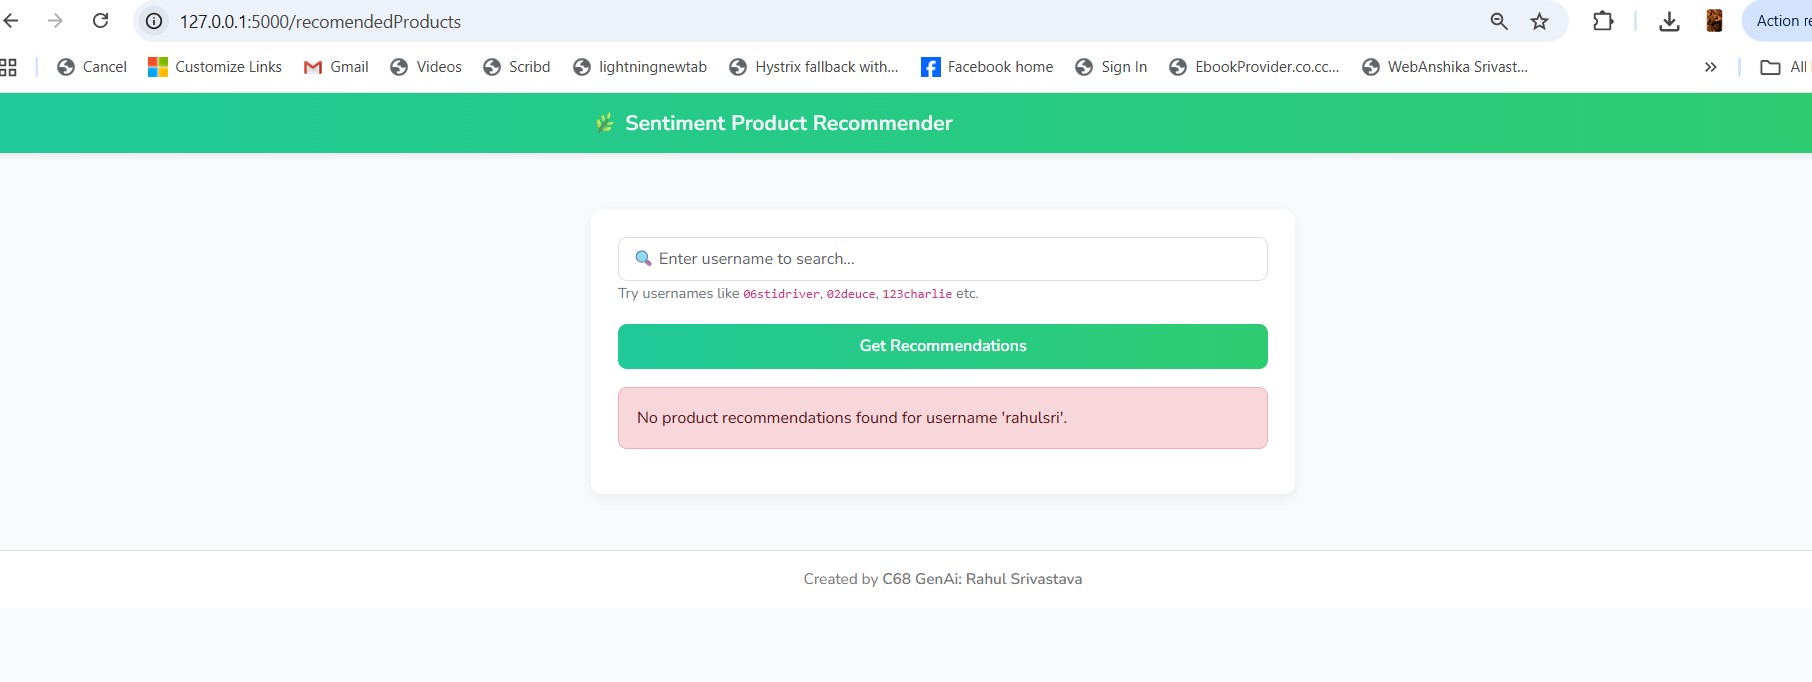 127.0.0.1:5000/recomendedProducts
Action re
Cancel Customize Links Gmail Videos Scribd lightningnewtab Hystrix fallback with... Facebook home Sign In EbookProvider.co.cc... WebAnshika Srivast... » All
Sentiment Product Recommender
Enter username to search...
Try usernames like 06stidriver, 02deuce, 123charlie etc.
Get Recommendations
No product recommendations found for username 'rahulsri'.
Created by C68 GenAi: Rahul Srivastava